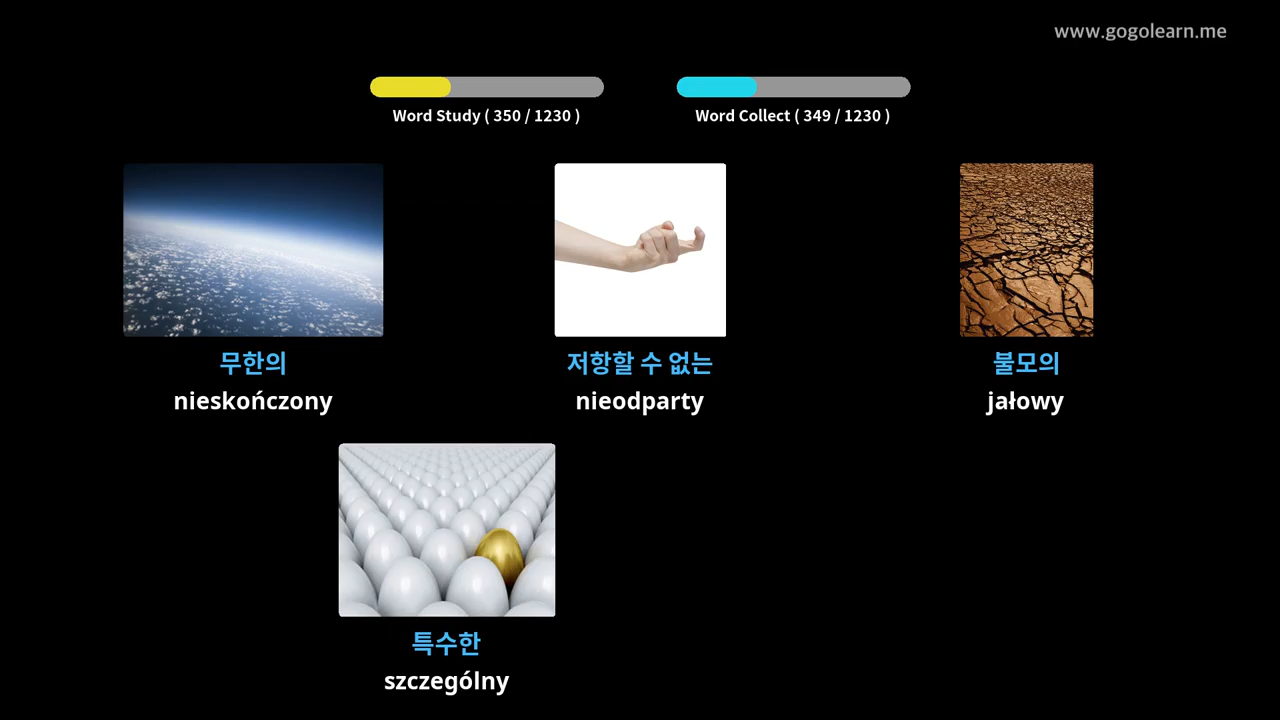 www.gogolearn.me
Word Study ( 350 / 1230 )
Word Collect ( 349 / 1230 )
무한의
nieskończony
저항할 수 없는
nieodparty
불모의
jałowy
특수한
szczególny